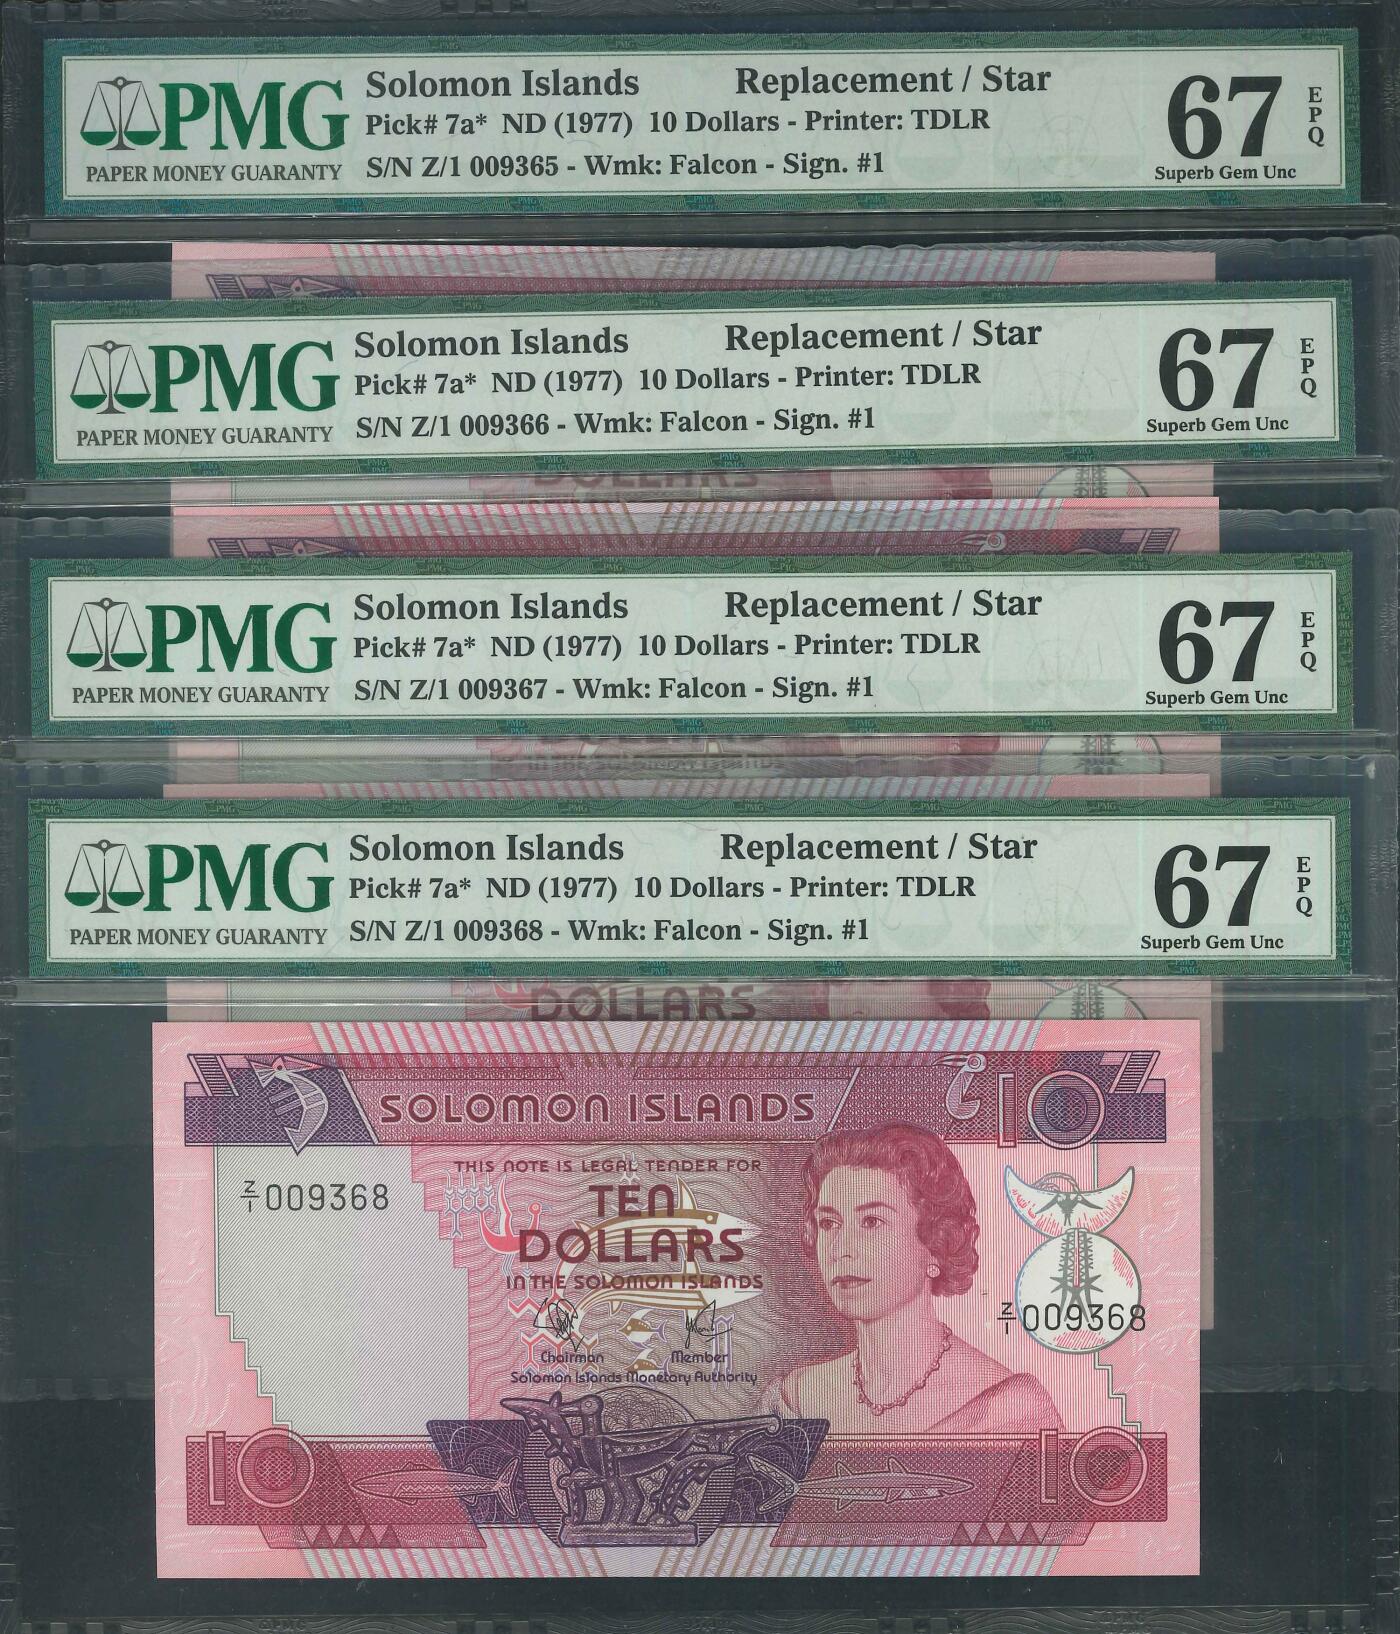 PMG
PAPER MONEY GUARANTY
Solomon Islands Replacement / Star
Pick# 7a* ND (1977) 10 Dollars - Printer: TDLR
S/N Z/1 009365 - Wmk: Falcon - Sign. #1
67
EPQ
Superb Gem Unc
PMG
PAPER MONEY GUARANTY
Solomon Islands Replacement / Star
Pick# 7a* ND (1977) 10 Dollars - Printer: TDLR
S/N Z/1 009366 - Wmk: Falcon - Sign. #1
67
EPQ
Superb Gem Unc
DOLLARS
PMG
PAPER MONEY GUARANTY
Solomon Islands Replacement / Star
Pick# 7a* ND (1977) 10 Dollars - Printer: TDLR
S/N Z/1 009367 - Wmk: Falcon - Sign. #1
67
EPQ
Superb Gem Unc
DOLLARS
IN THE SOLOMON ISLANDS
PMG
PAPER MONEY GUARANTY
Solomon Islands Replacement / Star
Pick# 7a* ND (1977) 10 Dollars - Printer: TDLR
S/N Z/1 009368 - Wmk: Falcon - Sign. #1
67
EPQ
Superb Gem Unc
DOLLARS
SOLOMON ISLANDS
10
THIS NOTE IS LEGAL TENDER FOR
Z/1 009368
TEN
DOLLARS
IN THE SOLOMON ISLANDS
Z/1 009368
Chairman Member
Solomon Islands Monetary Authority
10
10